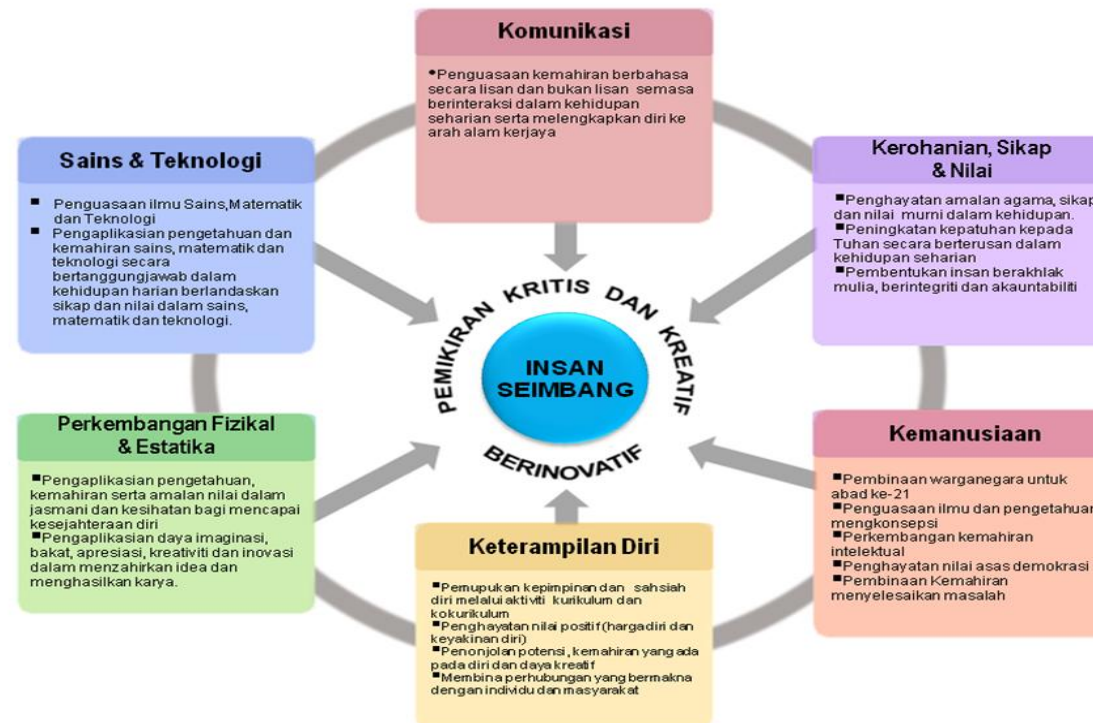 Komunikasi
•Penguasaan kemahiran berbahasa
secara lisan dan bukan lisan semasa
berinteraksi dalam kehidupan
seharian serta melengkapkan diri ke
arah alam kerjaya
Sains & Teknologi
▪ Penguasaan ilmu Sains,Matematik
dan Teknologi
▪ Pengaplikasian pengetahuan dan
kemahiran sains, matematik dan
teknologi secara
bertanggungjawab dalam
kehidupan harian berlandaskan
sikap dan nilai dalam sains,
matematik dan teknologi.
Kerohanian, Sikap
& Nilai
▪Penghayatan amalan agama, sikap
dan nilai murni dalam kehidupan.
▪Peningkatan kepatuhan kepada
Tuhan secara berterusan dalam
kehidupan seharian
▪Pembentukan insan berakhlak
mulia, berintegriti dan akauntabiliti
PEMIKIRAN KRITIS DAN KREATIF
INSAN
SEIMBANG
BERINOVATIF
Perkembangan Fizikal
& Estatika
▪Pengaplikasian pengetahuan,
kemahiran serta amalan nilai dalam
jasmani dan kesihatan bagi mencapai
kesejahteraan diri
▪Pengaplikasian daya imaginasi,
bakat, apresiasi, kreativiti dan inovasi
dalam menzahirkan idea dan
menghasilkan karya.
Keterampilan Diri
▪Pemupukan kepimpinan dan sahsiah
diri melalui aktiviti kurikulum dan
kokurikulum
▪Penghayatan nilai positif (harga diri dan
keyakinan diri)
▪Penonjolan potensi, kemahiran yang ada
pada diri dan daya kreatif
▪Membina perhubungan yang bermakna
dengan individu dan masyarakat
Kemanusiaan
▪Pembinaan warganegara untuk
abad ke-21
▪Penguasaan ilmu dan pengetahuan
mengkonsepsi
▪Perkembangan kemahiran
intelektual
▪Penghayatan nilai asas demokrasi
▪Pembinaan Kemahiran
menyelesaikan masalah